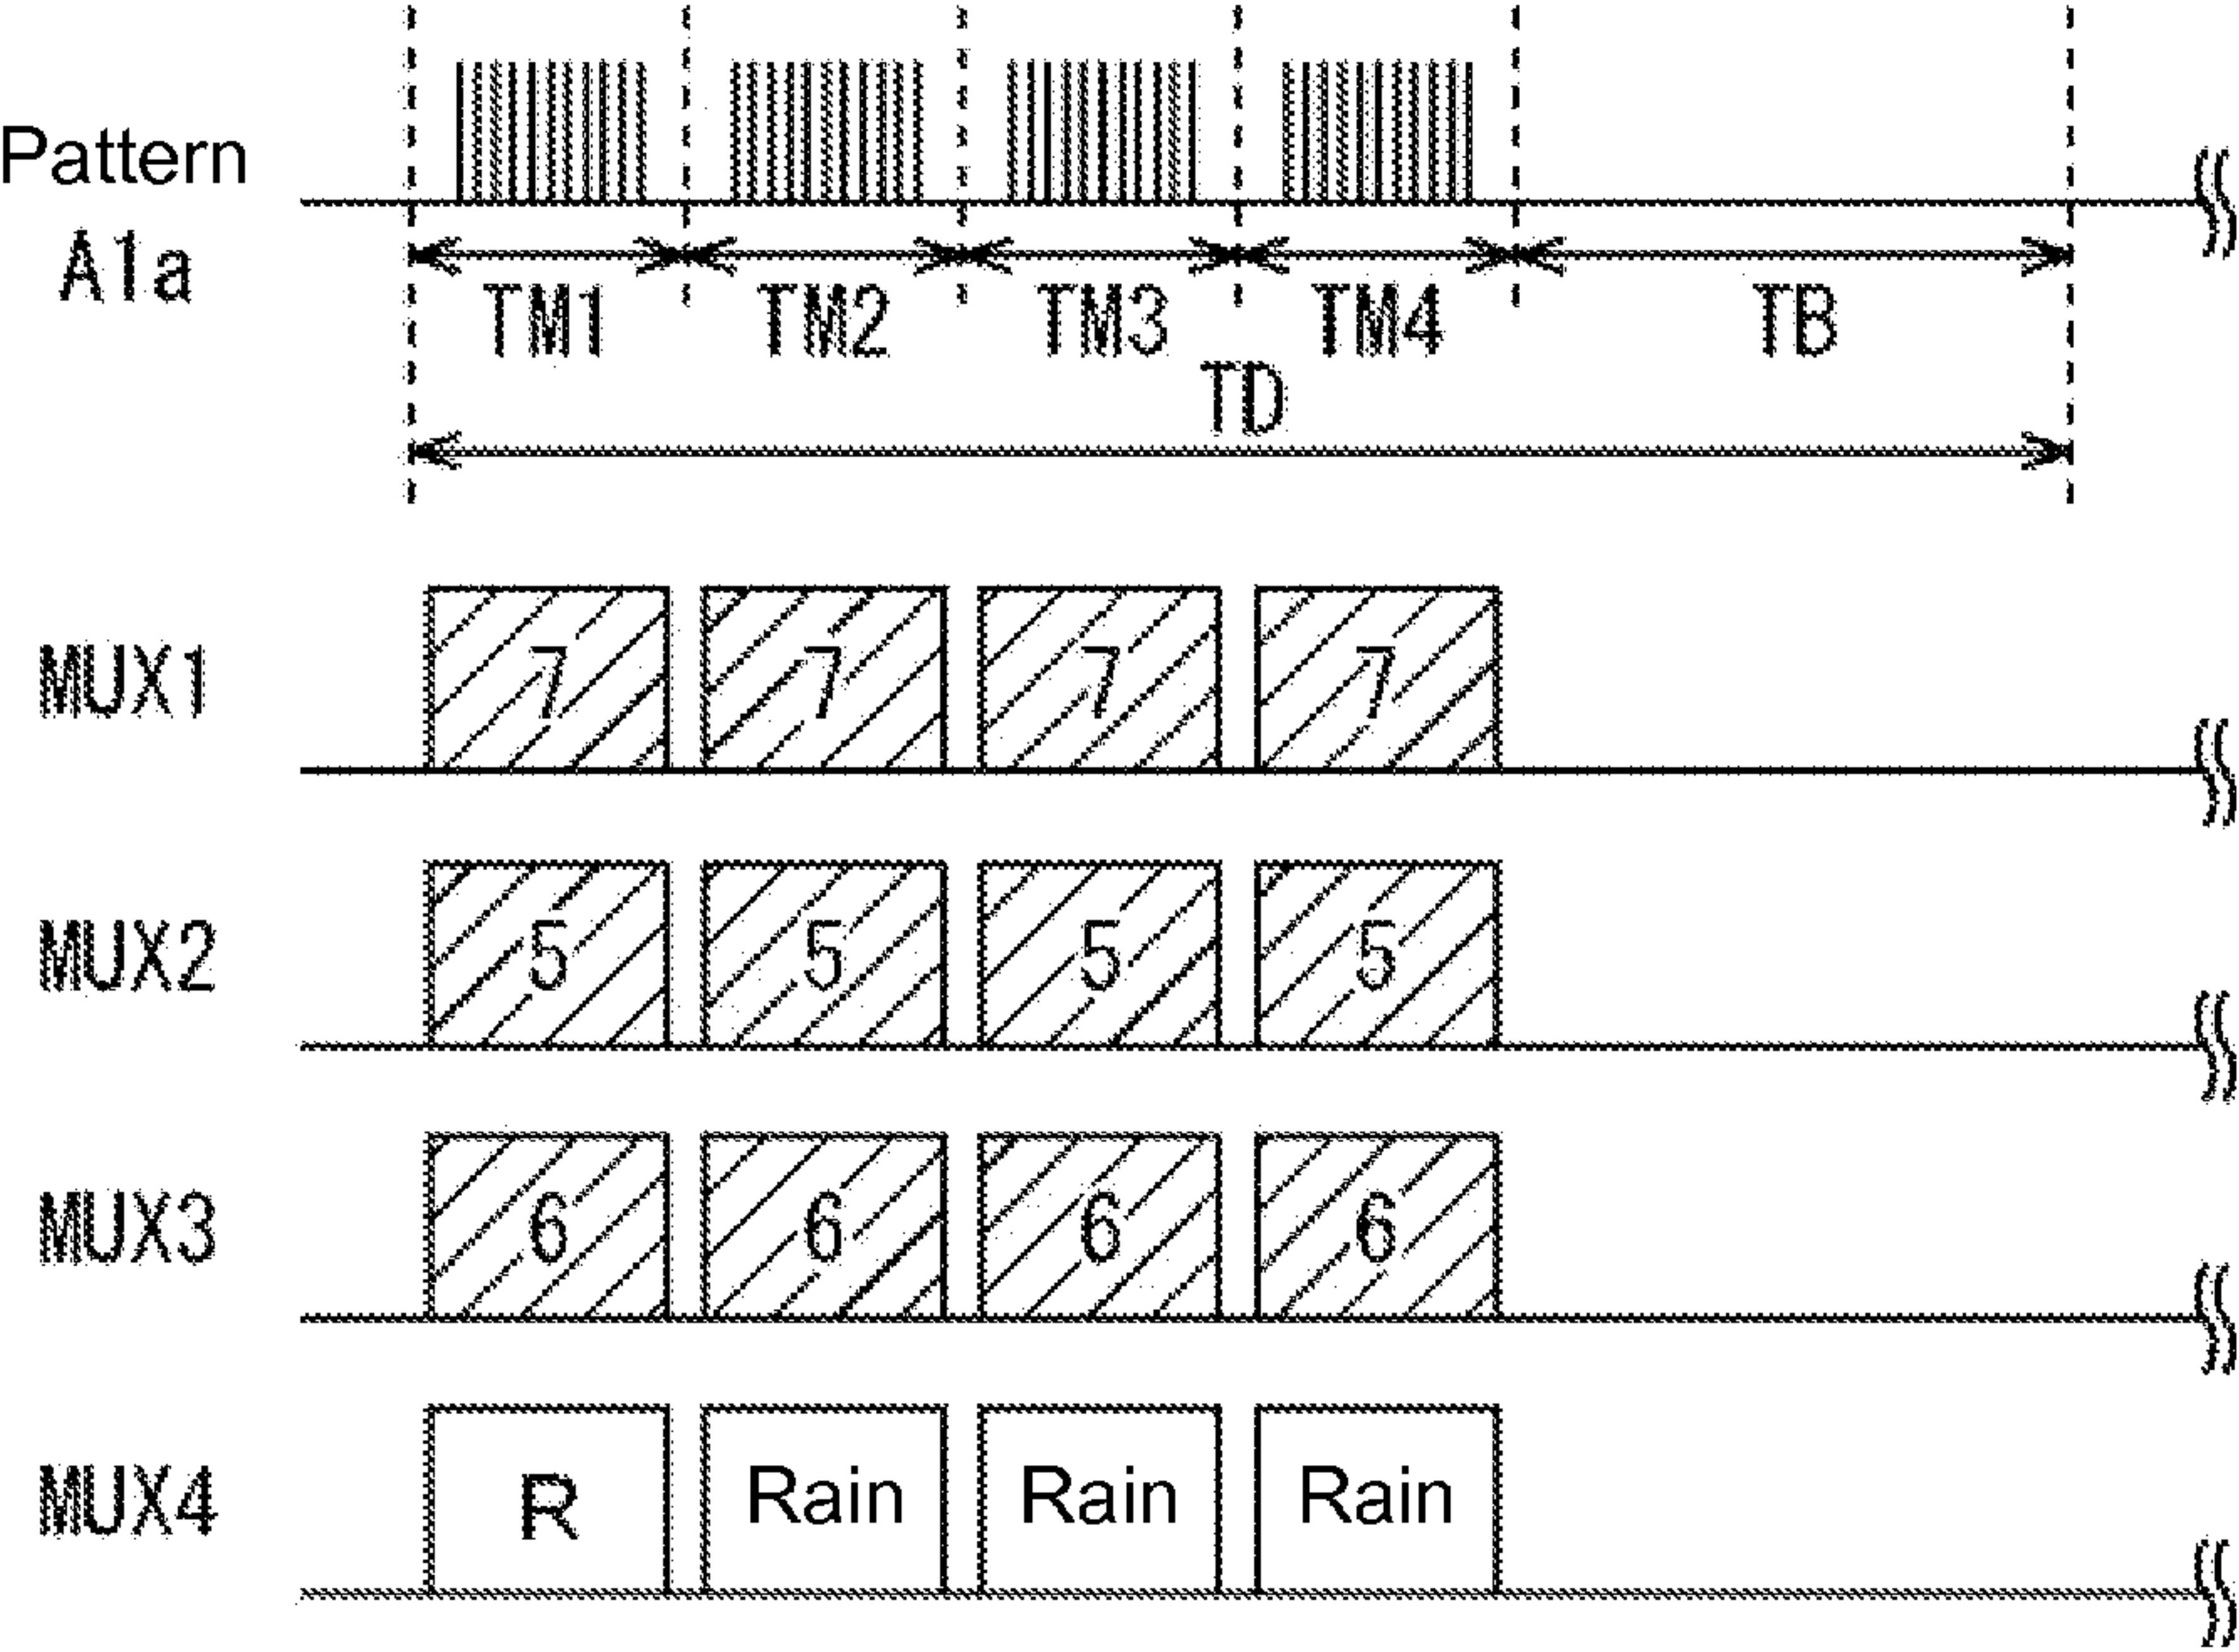 Pattern
A1a
TM1 TM2 TM3 TM4 TB
TD
MUX1 7 7 7 7
MUX2 5 5 5 5
MUX3 6 6 6 6
MUX4 R Rain Rain Rain